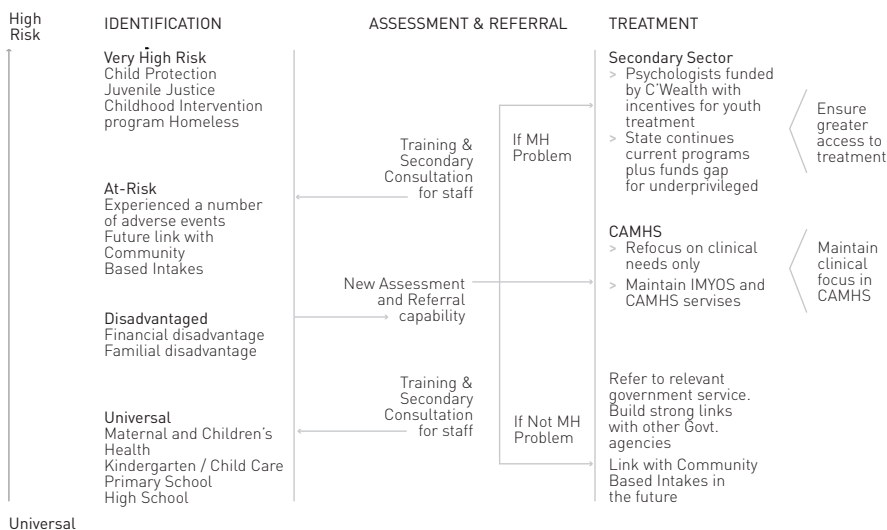 High
Risk
IDENTIFICATION
Very High Risk
Child Protection
Juvenile Justice
Childhood Intervention
program Homeless
At-Risk
Experienced a number
of adverse events
Future link with
Community
Based Intakes
Disadvantaged
Financial disadvantage
Familial disadvantage
Universal
Maternal and Children's
Health
Kindergarten / Child Care
Primary School
High School
Universal
ASSESSMENT & REFERRAL
Training &
Secondary
Consultation
for staff
New Assessment
and Referral
capability
Training &
Secondary
Consultation
for staff
If MH
Problem
If Not MH
Problem
TREATMENT
Secondary Sector
> Psychologists funded
by C'Wealth with
incentives for youth
treatment
> State continues
current programs
plus funds gap
for underprivileged
CAMHS
> Refocus on clinical
needs only
> Maintain IMYOS and
CAMHS servises
Refer to relevant
government service.
Build strong links
with other Govt.
agencies
Link with Community
Based Intakes in
the future
Ensure
greater
access to
treatment
Maintain
clinical
focus in
CAMHS